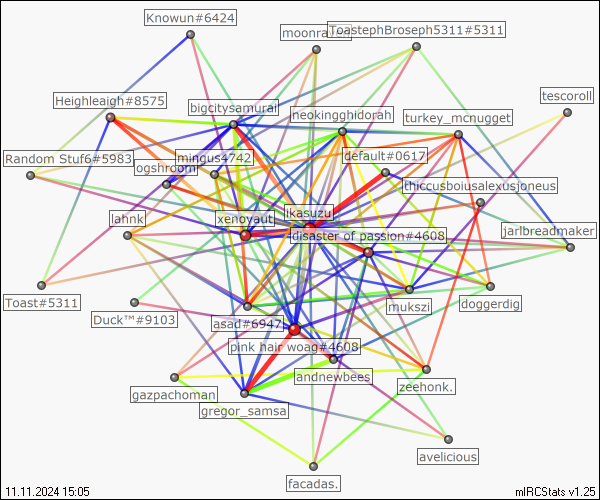 Knowun#6424
ToastephBroseph5311#5311
moonra
tescoroll
Heighleaigh#8575
bigcitysamurai
neokingghidorah
turkey_mcnugget
Random Stuf6#5983
mingus4742
default#0617
ogshroom
thiccusboiusalexusjoneus
lahnk
xenoyaut
ikasuzu
jarlbreadmaker
disaster of passion#4608
Toast#5311
Duck™#9103
asad#6947
mukszi
doggerdig
pink hair woag#4608
andnewbees
zeehonk.
gazpachoman
gregor_samsa
avelicious
facadas.
11.11.2024 15:05
mIRCStats v1.25